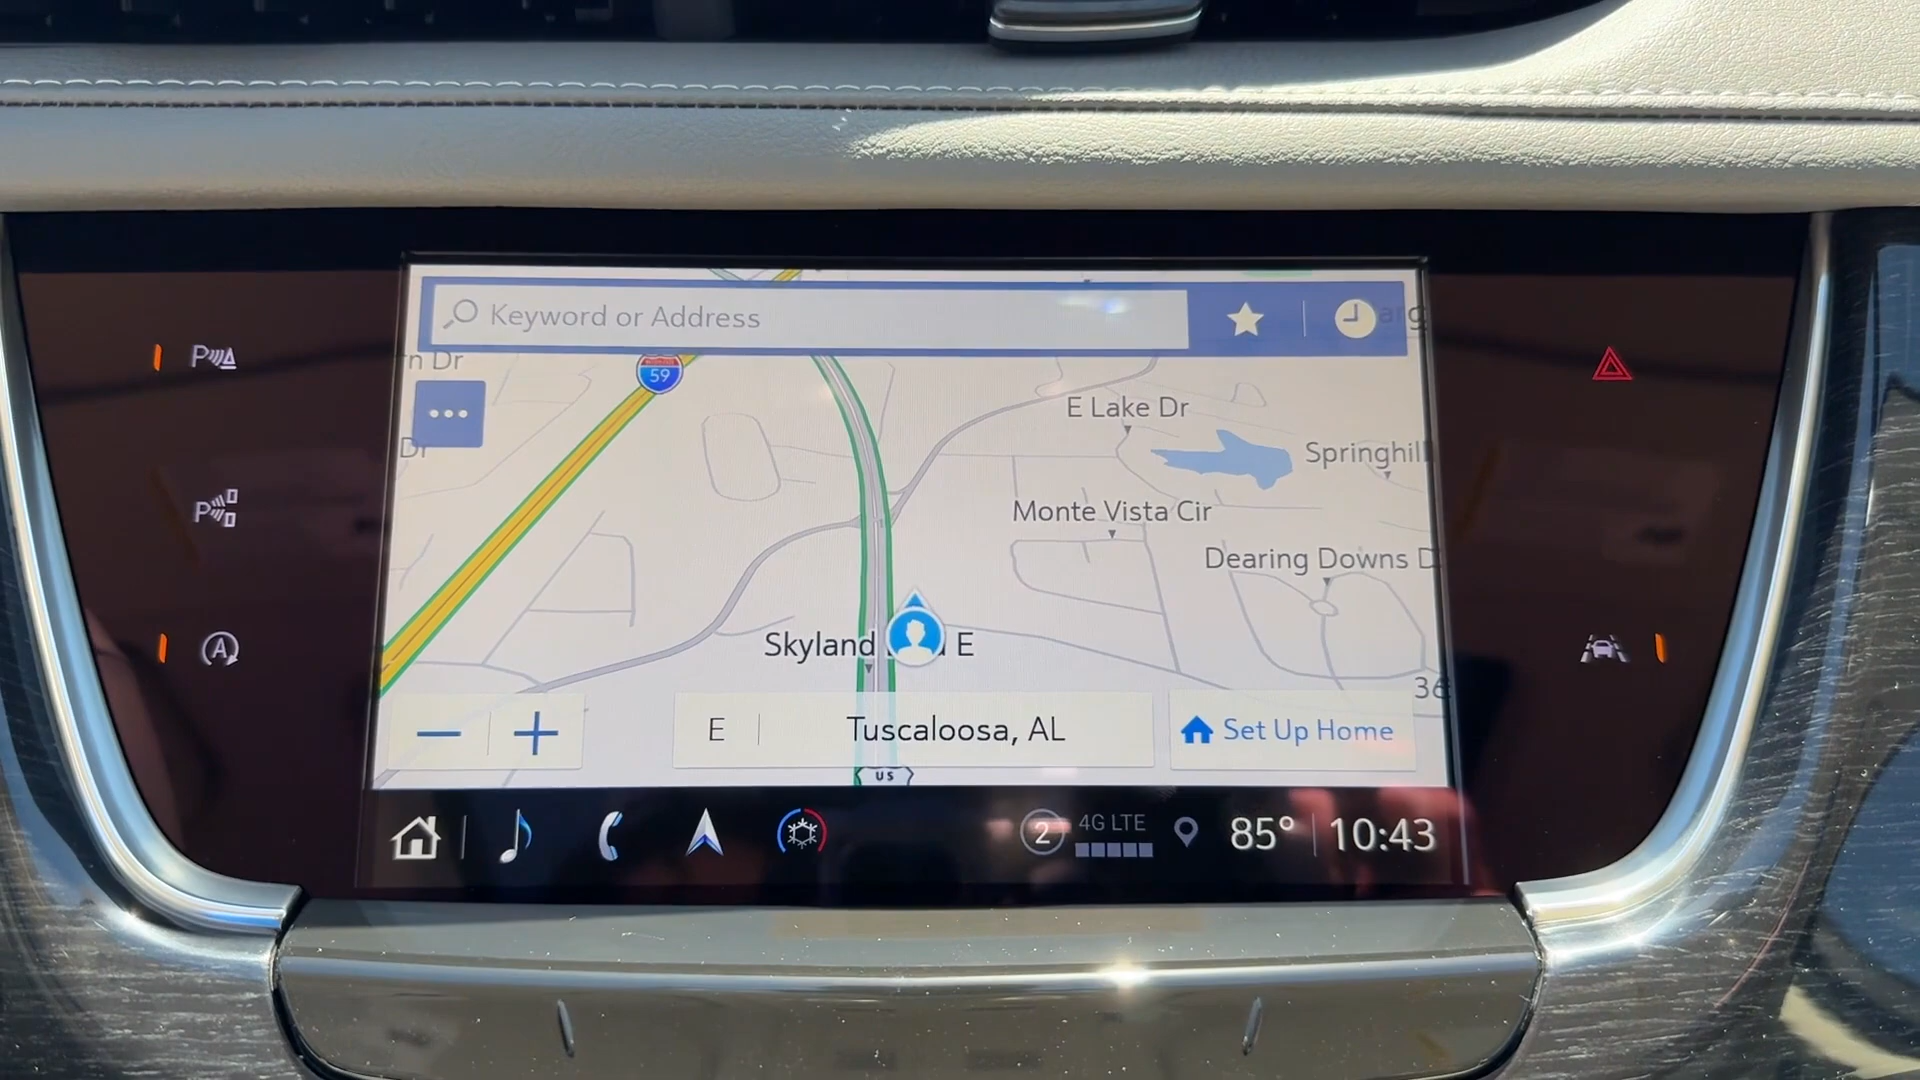 Keyword or Address
n Dr
59
E Lake Dr
Dr
Springhil
Monte Vista Cir
Dearing Downs D
Skyland
E
36
E
Tuscaloosa, AL
Set Up Home
US
2
4G LTE
85°
10:43
P
P
A